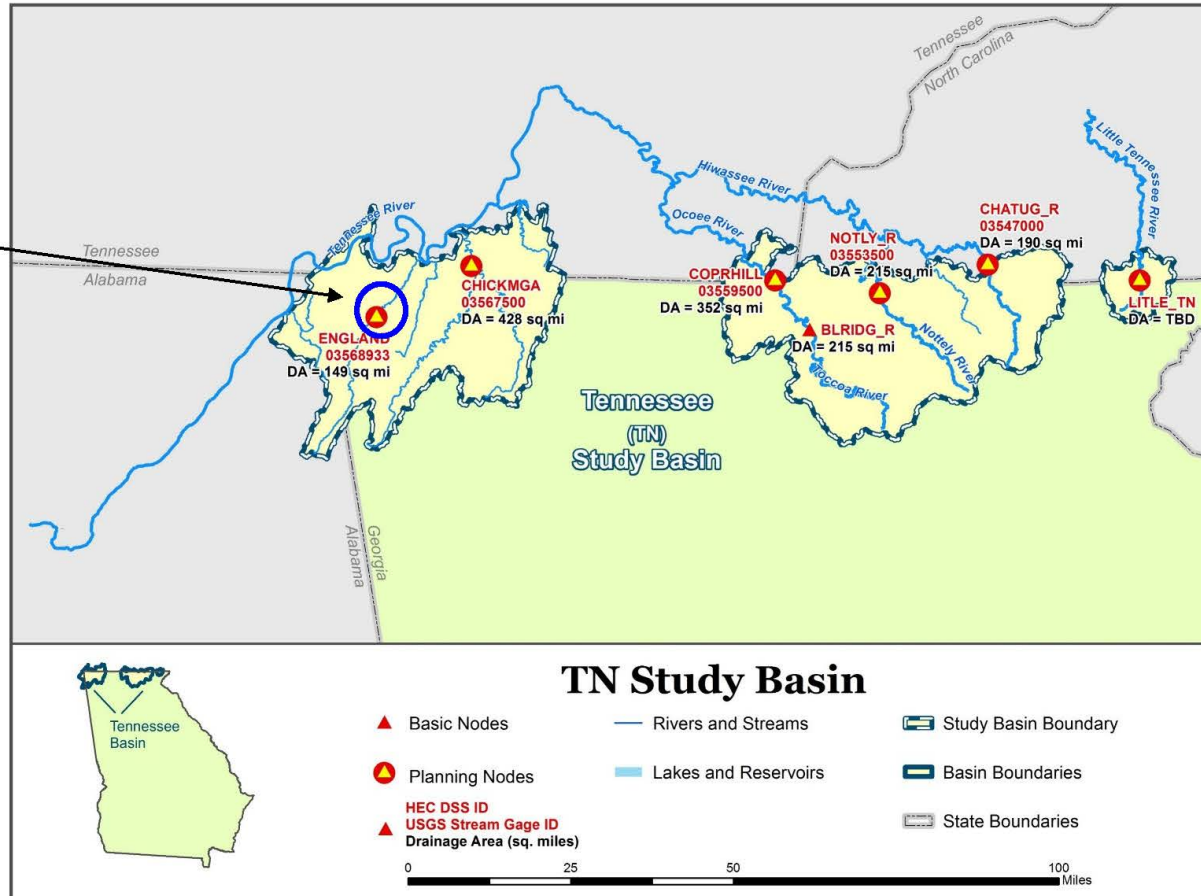 Tennessee
North Carolina
Little Tennessee River
Hiwassee River
Ocoee River
Tennessee River
Tennessee
Alabama
CHATUG_R
03547000
DA = 190 sq mi
NOTLY_R
03553500
DA = 215 sq mi
COPRHILL
03559500
DA = 352 sq mi
LITLE_TN
DA = TBD
CHICKMGA
03567500
DA = 428 sq mi
BLRIDG_R
DA = 215 sq mi
ENGLAND
03568933
DA = 149 sq mi
Nottely River
Toccoa River
Tennessee
(TN)
Study Basin
Georgia
Alabama
TN Study Basin
Tennessee
Basin
Basic Nodes
Rivers and Streams
Study Basin Boundary
Planning Nodes
Lakes and Reservoirs
Basin Boundaries
HEC DSS ID
USGS Stream Gage ID
Drainage Area (sq. miles)
State Boundaries
0 25 50 100
Miles